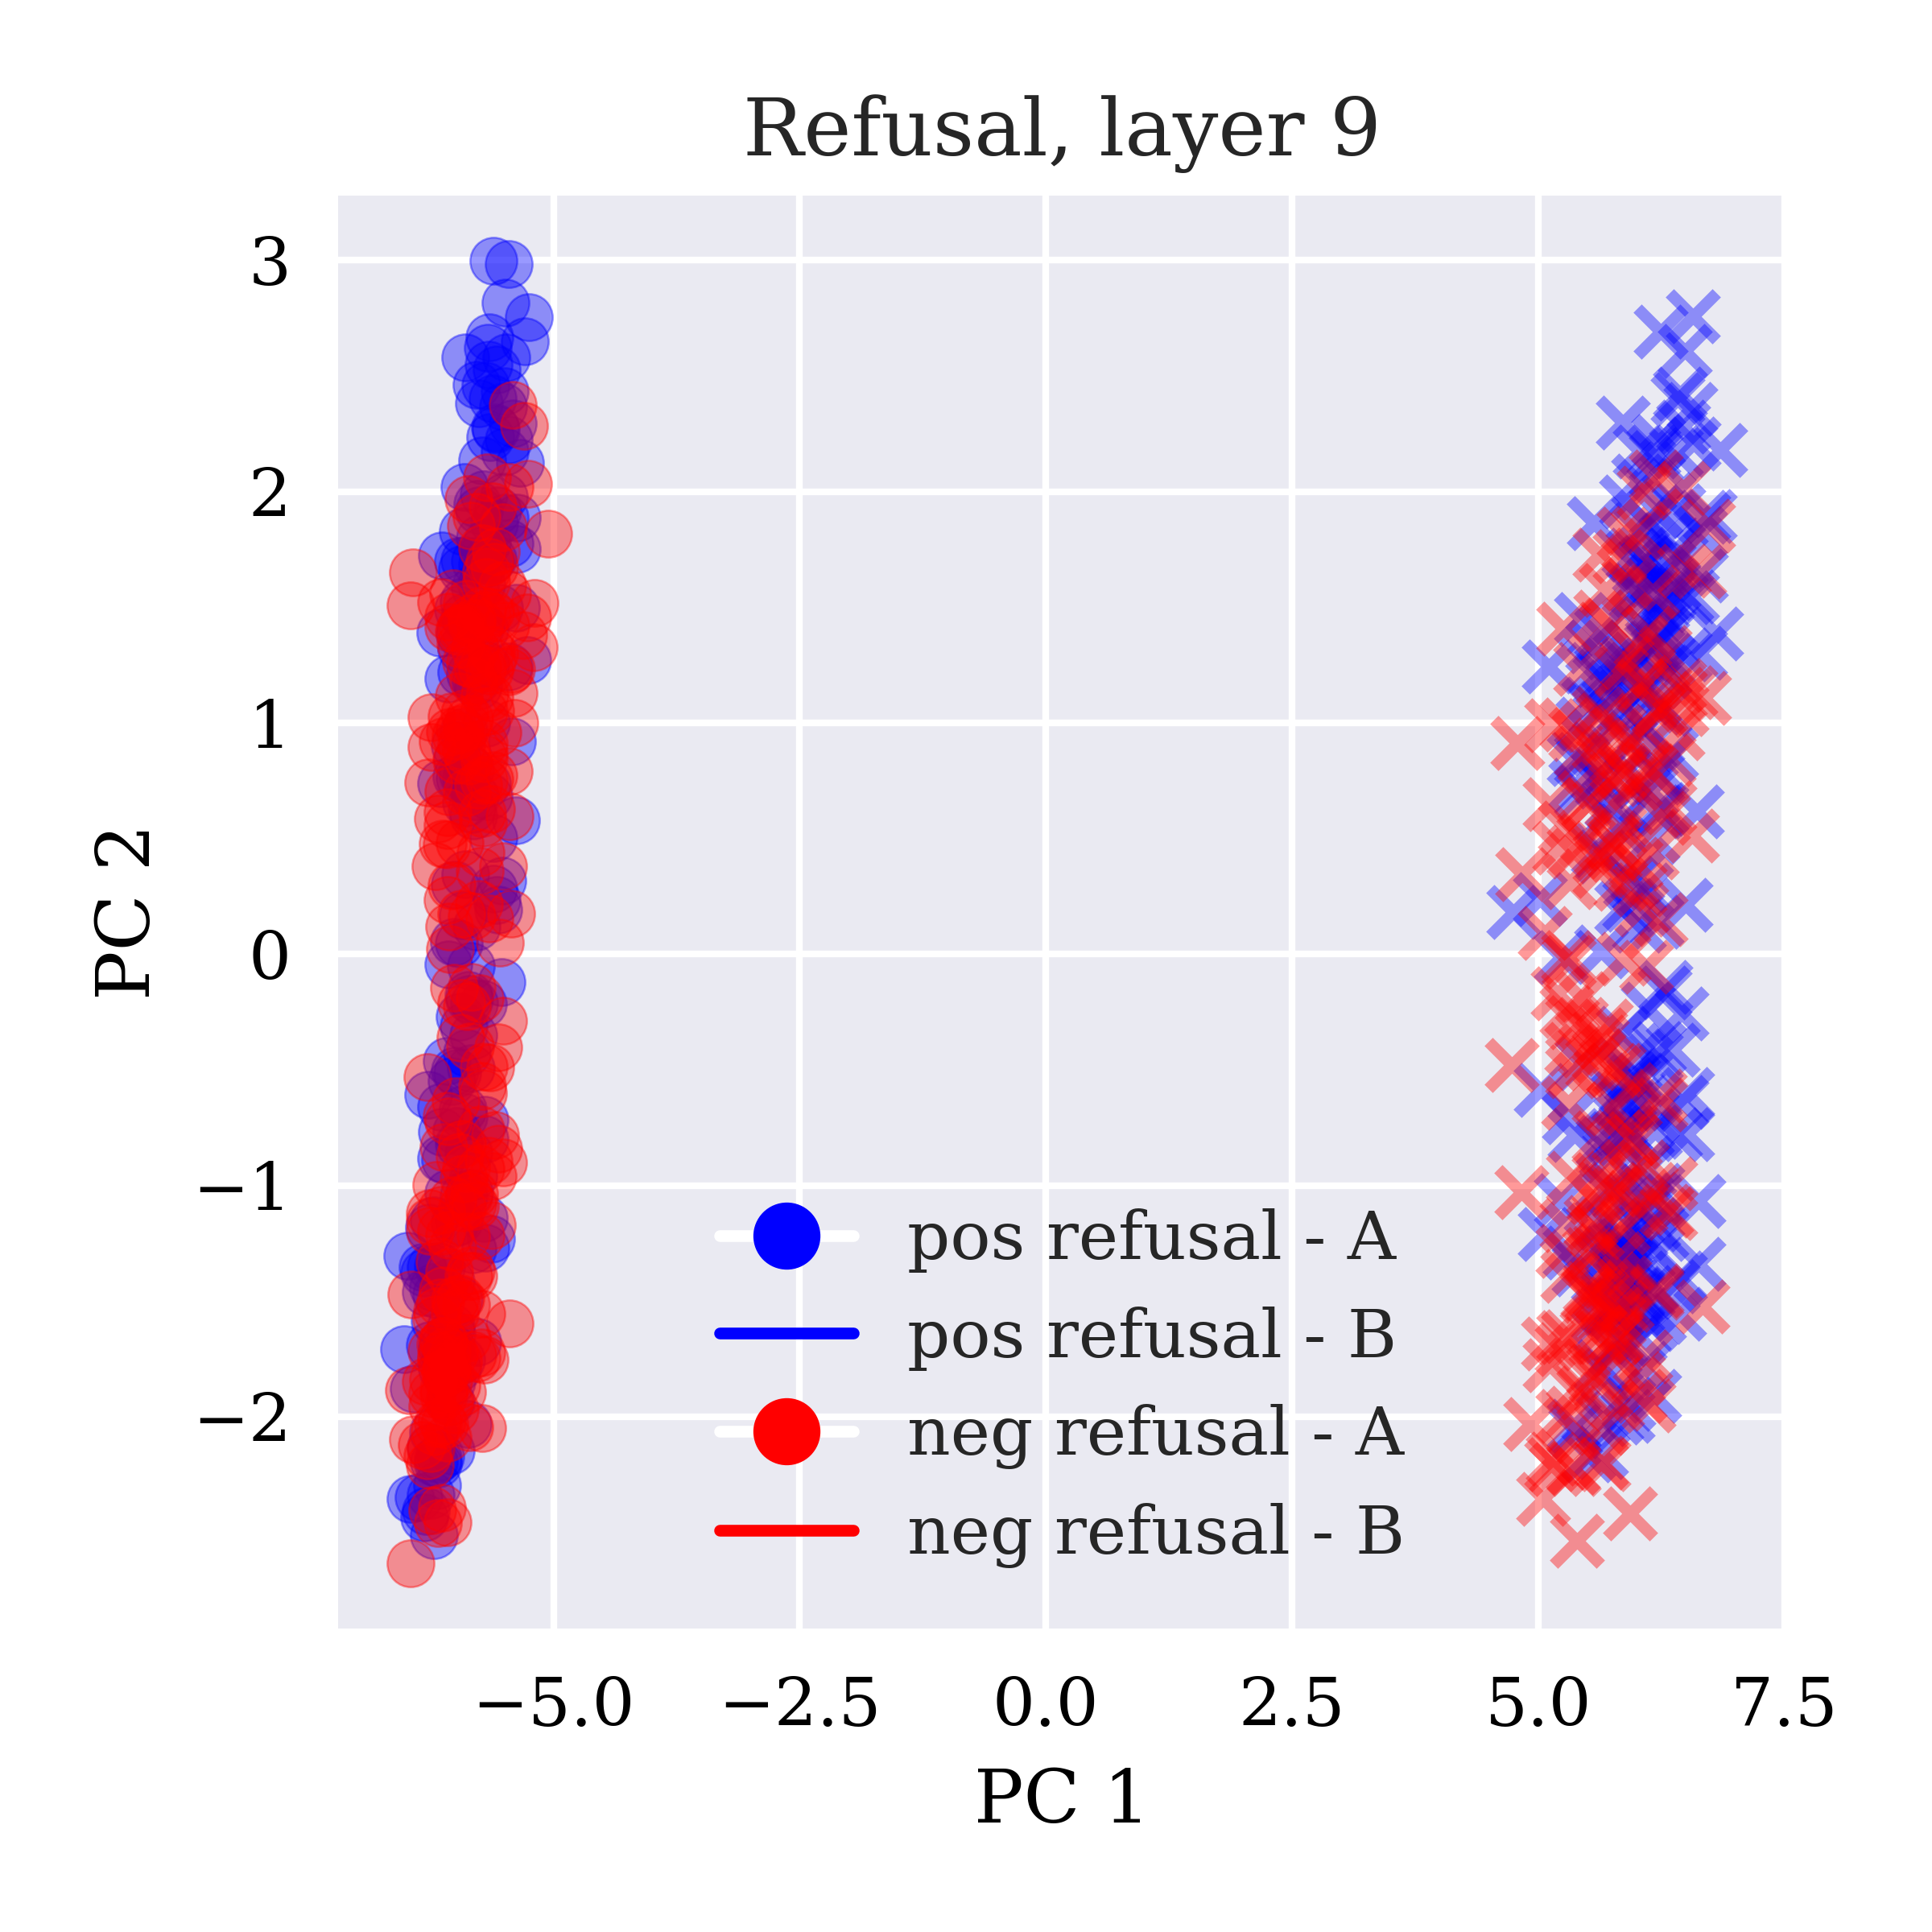 Refusal, layer 9
3
2
1
0
−1
−2
PC 2
pos refusal - A
pos refusal - B
neg refusal - A
neg refusal - B
−5.0 −2.5 0.0 2.5 5.0 7.5
PC 1